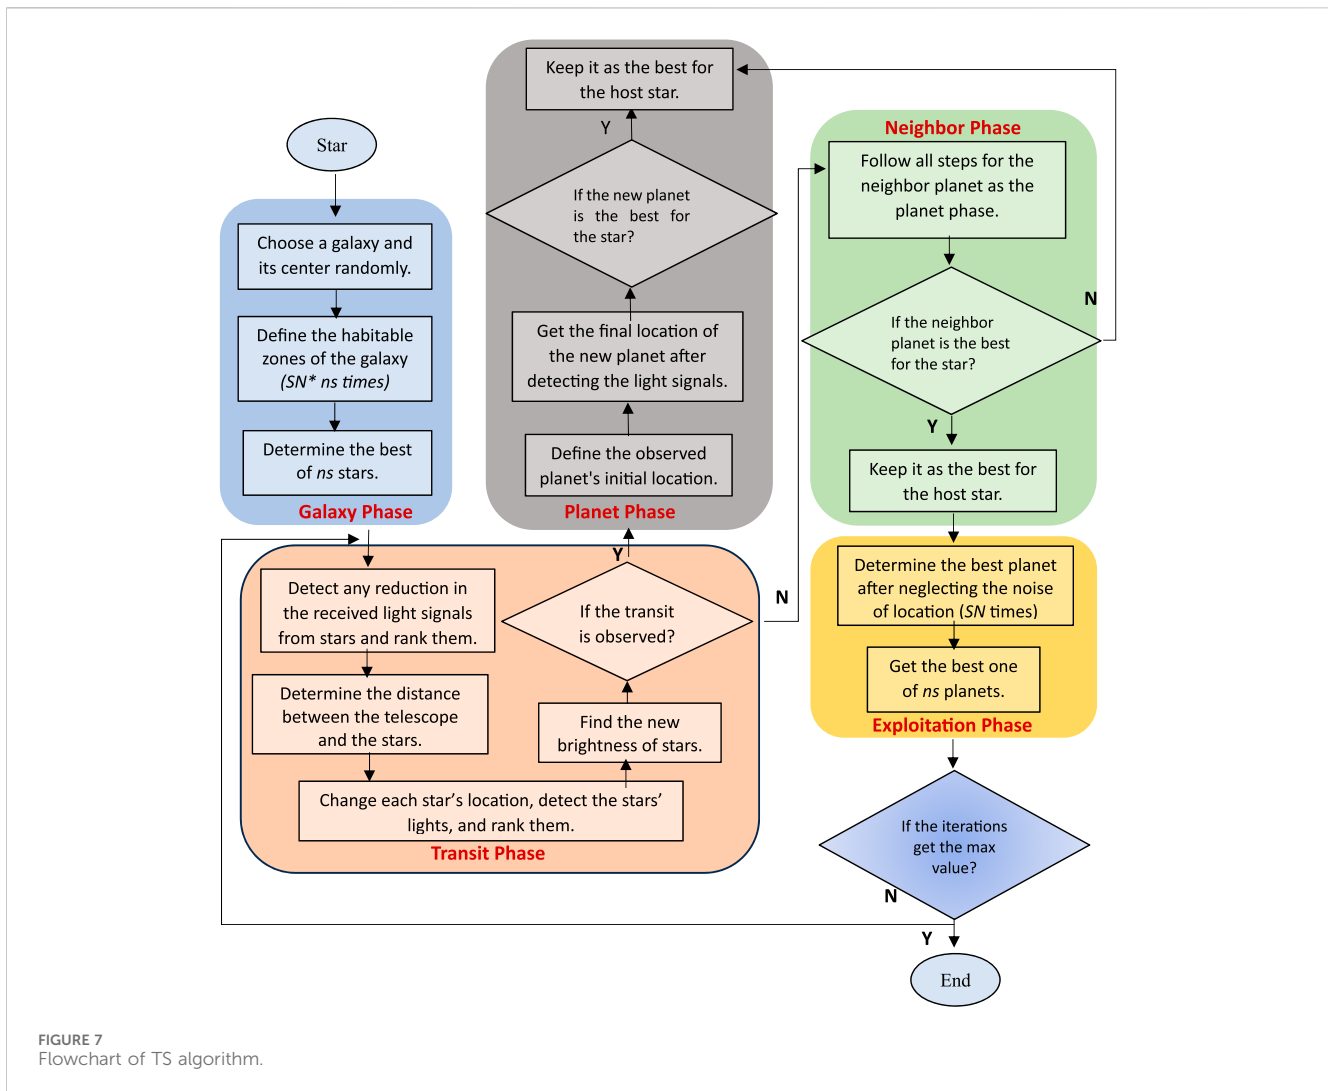 Star
Choose a galaxy and
its center randomly.
Define the habitable
zones of the galaxy
(SN* ns times)
Determine the best
of ns stars.
Galaxy Phase
Detect any reduction in
the received light signals
from stars and rank them.
Determine the distance
between the telescope
and the stars.
Change each star’s location, detect the stars’
lights, and rank them.
Transit Phase
Find the new
brightness of stars.
If the transit
is observed?
Y
N
Planet Phase
Define the observed
planet's initial location.
Get the final location of
the new planet after
detecting the light signals.
If the new planet
is the best for
the star?
Y
Keep it as the best for
the host star.
Neighbor Phase
Follow all steps for the
neighbor planet as the
planet phase.
If the neighbor
planet is the best
for the star?
N
Y
Keep it as the best for
the host star.
Determine the best planet
after neglecting the noise
of location (SN times)
Get the best one
of ns planets.
Exploitation Phase
If the iterations
get the max
value?
N
Y
End
FIGURE 7
Flowchart of TS algorithm.